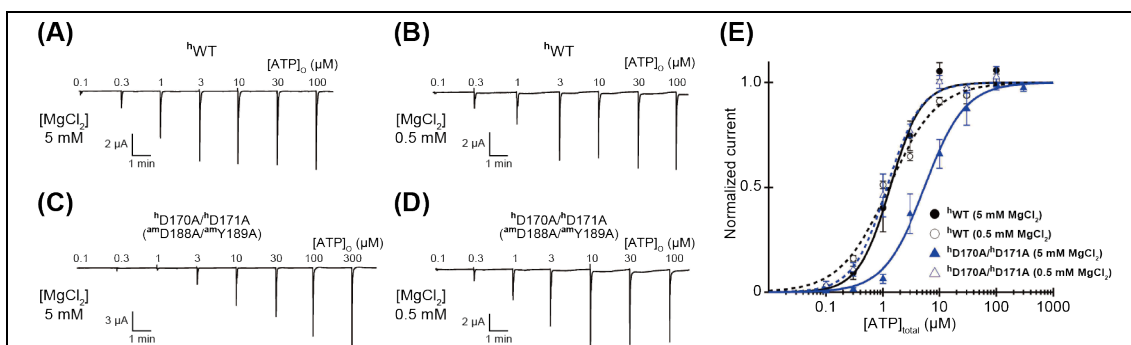 (A)
ʰWT
[ATP]ₒ (μM)
0.1 0.3 1 3 10 30 100
[MgCl₂]
5 mM
2 μA
1 min
(B)
ʰWT
[ATP]ₒ (μM)
0.1 0.3 1 3 10 30 100
[MgCl₂]
0.5 mM
2 μA
1 min
(C)
ʰD170A/ʰD171A
(ᵃᵐD188A/ᵃᵐY189A)
[ATP]ₒ (μM)
0.1 0.3 1 3 10 30 100 300
[MgCl₂]
5 mM
3 μA
1 min
(D)
ʰD170A/ʰD171A
(ᵃᵐD188A/ᵃᵐY189A)
[ATP]ₒ (μM)
0.1 0.3 1 3 10 30 100
[MgCl₂]
0.5 mM
2 μA
1 min
(E)
Normalized current
1.0
0.5
0.0
ʰWT (5 mM MgCl₂)
ʰWT (0.5 mM MgCl₂)
ʰD170A/ʰD171A (5 mM MgCl₂)
ʰD170A/ʰD171A (0.5 mM MgCl₂)
0.1 1 10 100 1000
[ATP]total (μM)